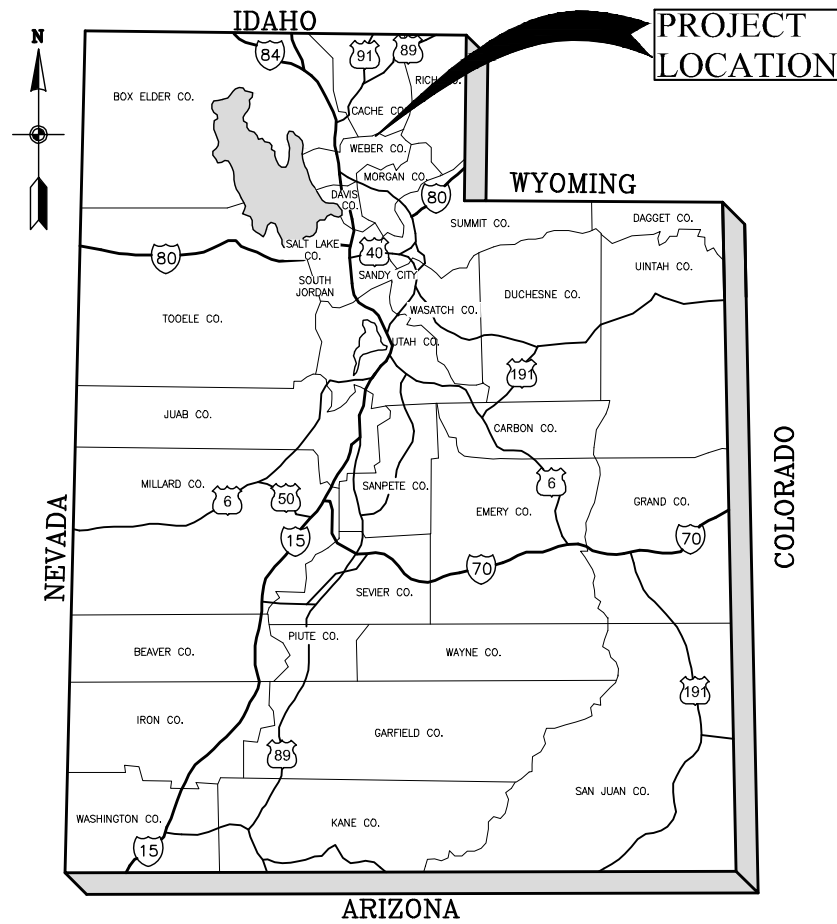 IDAHO
PROJECT
LOCATION
N
84
91
89
RICH CO.
BOX ELDER CO.
CACHE CO.
WEBER CO.
MORGAN CO.
DAVIS
CO.
80
WYOMING
SUMMIT CO.
DAGGET CO.
SALT LAKE
CO.
40
80
SANDY CITY
UINTAH CO.
SOUTH
JORDAN
DUCHESNE CO.
WASATCH CO.
TOOELE CO.
UTAH CO.
191
JUAB CO.
CARBON CO.
COLORADO
MILLARD CO.
6
50
SANPETE CO.
6
EMERY CO.
GRAND CO.
NEVADA
15
70
70
SEVIER CO.
PIUTE CO.
BEAVER CO.
WAYNE CO.
191
IRON CO.
GARFIELD CO.
89
SAN JUAN CO.
WASHINGTON CO.
KANE CO.
15
ARIZONA